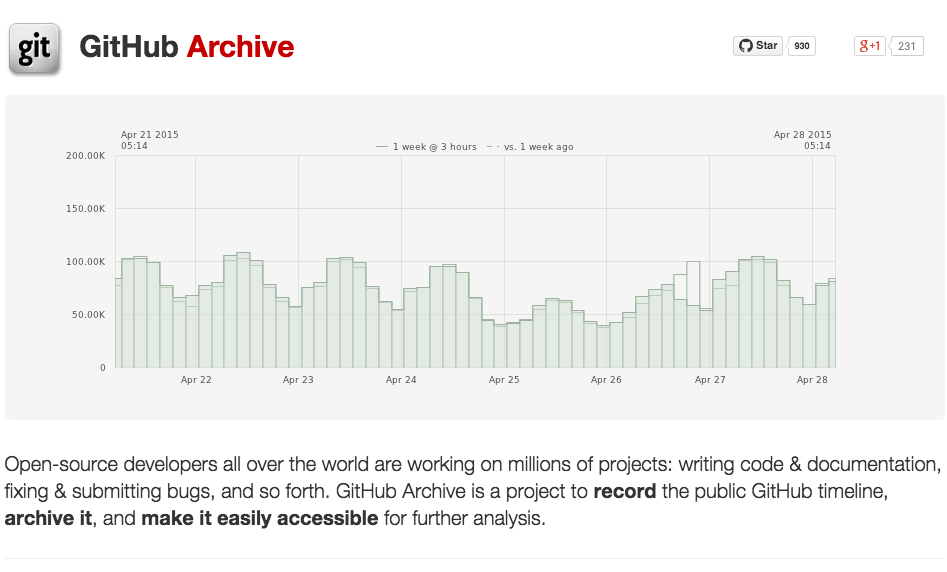 git
GitHub Archive
Star
930
g+1
231
Apr 21 2015
05:14
Apr 28 2015
05:14
1 week @ 3 hours
vs. 1 week ago
200.00K
150.00K
100.00K
50.00K
0
Apr 22
Apr 23
Apr 24
Apr 25
Apr 26
Apr 27
Apr 28
Open-source developers all over the world are working on millions of projects: writing code & documentation,
fixing & submitting bugs, and so forth. GitHub Archive is a project to record the public GitHub timeline,
archive it, and make it easily accessible for further analysis.